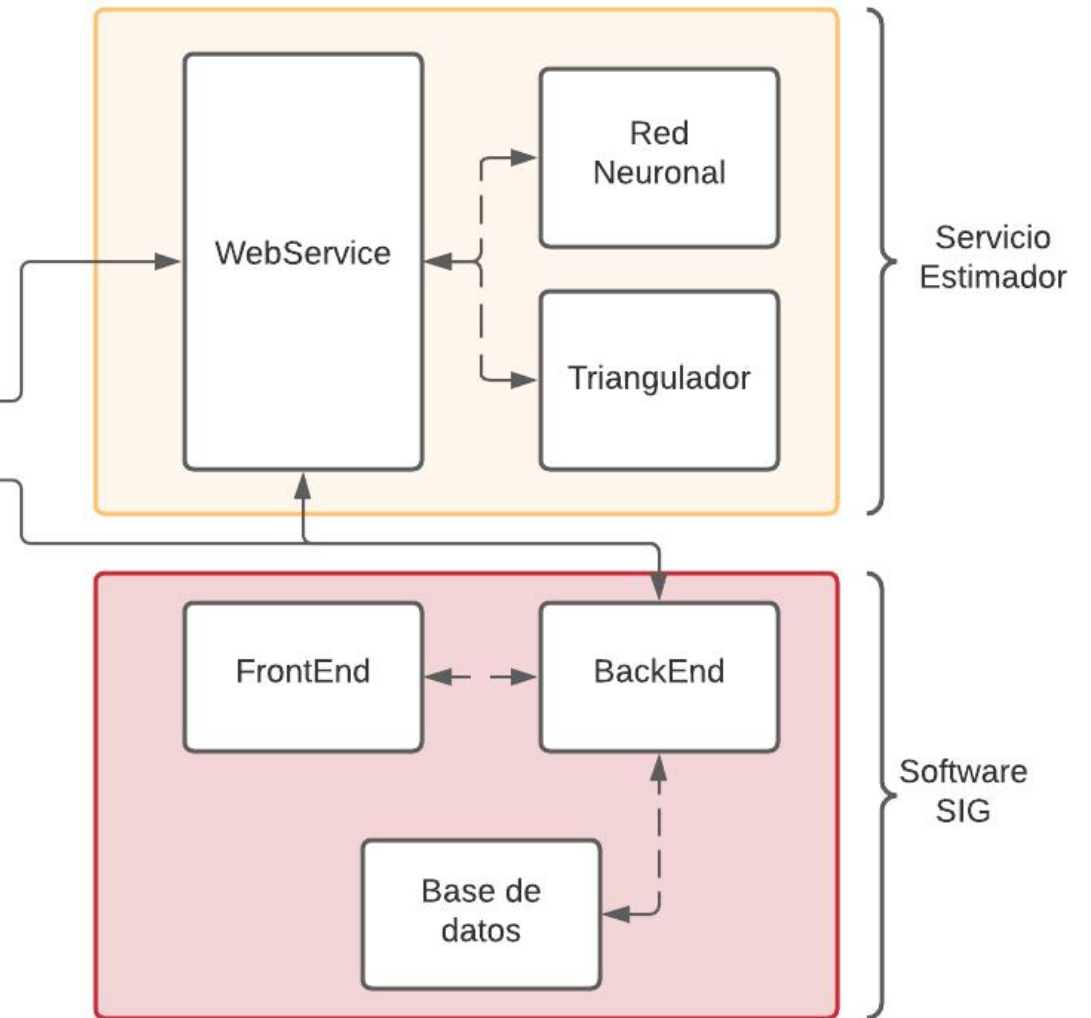 WebService
Red
Neuronal
Triangulador
Servicio
Estimador
FrontEnd
BackEnd
Base de
datos
Software
SIG